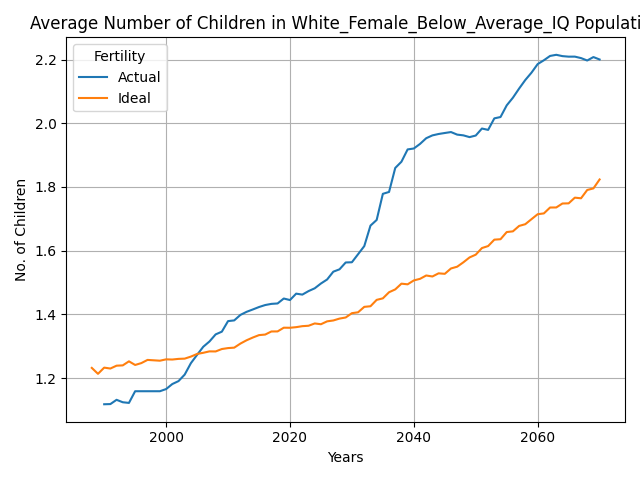 Average Number of Children in White_Female_Below_Average_IQ Populati
Fertility
Actual
Ideal
No. of Children
2.2
2.0
1.8
1.6
1.4
1.2
2000
2020
2040
2060
Years